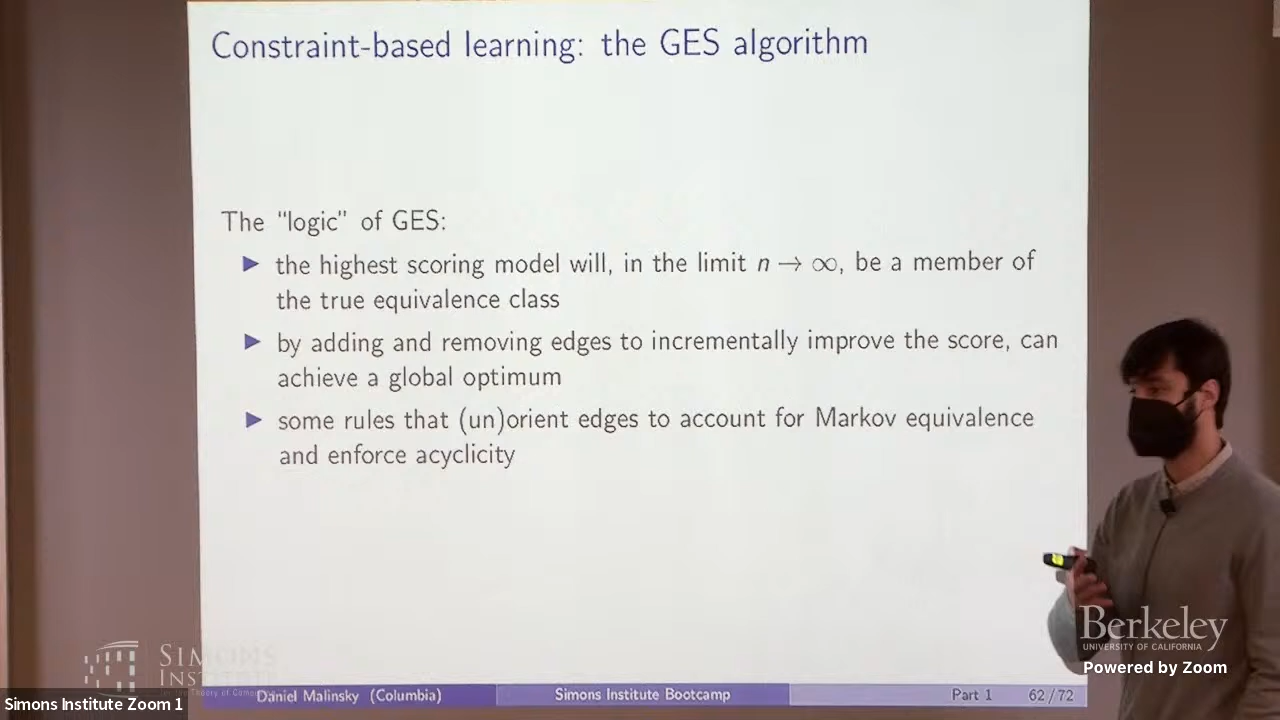 Constraint-based learning: the GES algorithm
The “logic” of GES:
▶ the highest scoring model will, in the limit n → ∞, be a member of
the true equivalence class
▶ by adding and removing edges to incrementally improve the score, can
achieve a global optimum
▶ some rules that (un)orient edges to account for Markov equivalence
and enforce acyclicity
Berkeley
UNIVERSITY OF CALIFORNIA
Powered by Zoom
SIMONS
INSTITUTE
Daniel Malinsky (Columbia) Simons Institute Bootcamp Part 1 62/72
Simons Institute Zoom 1